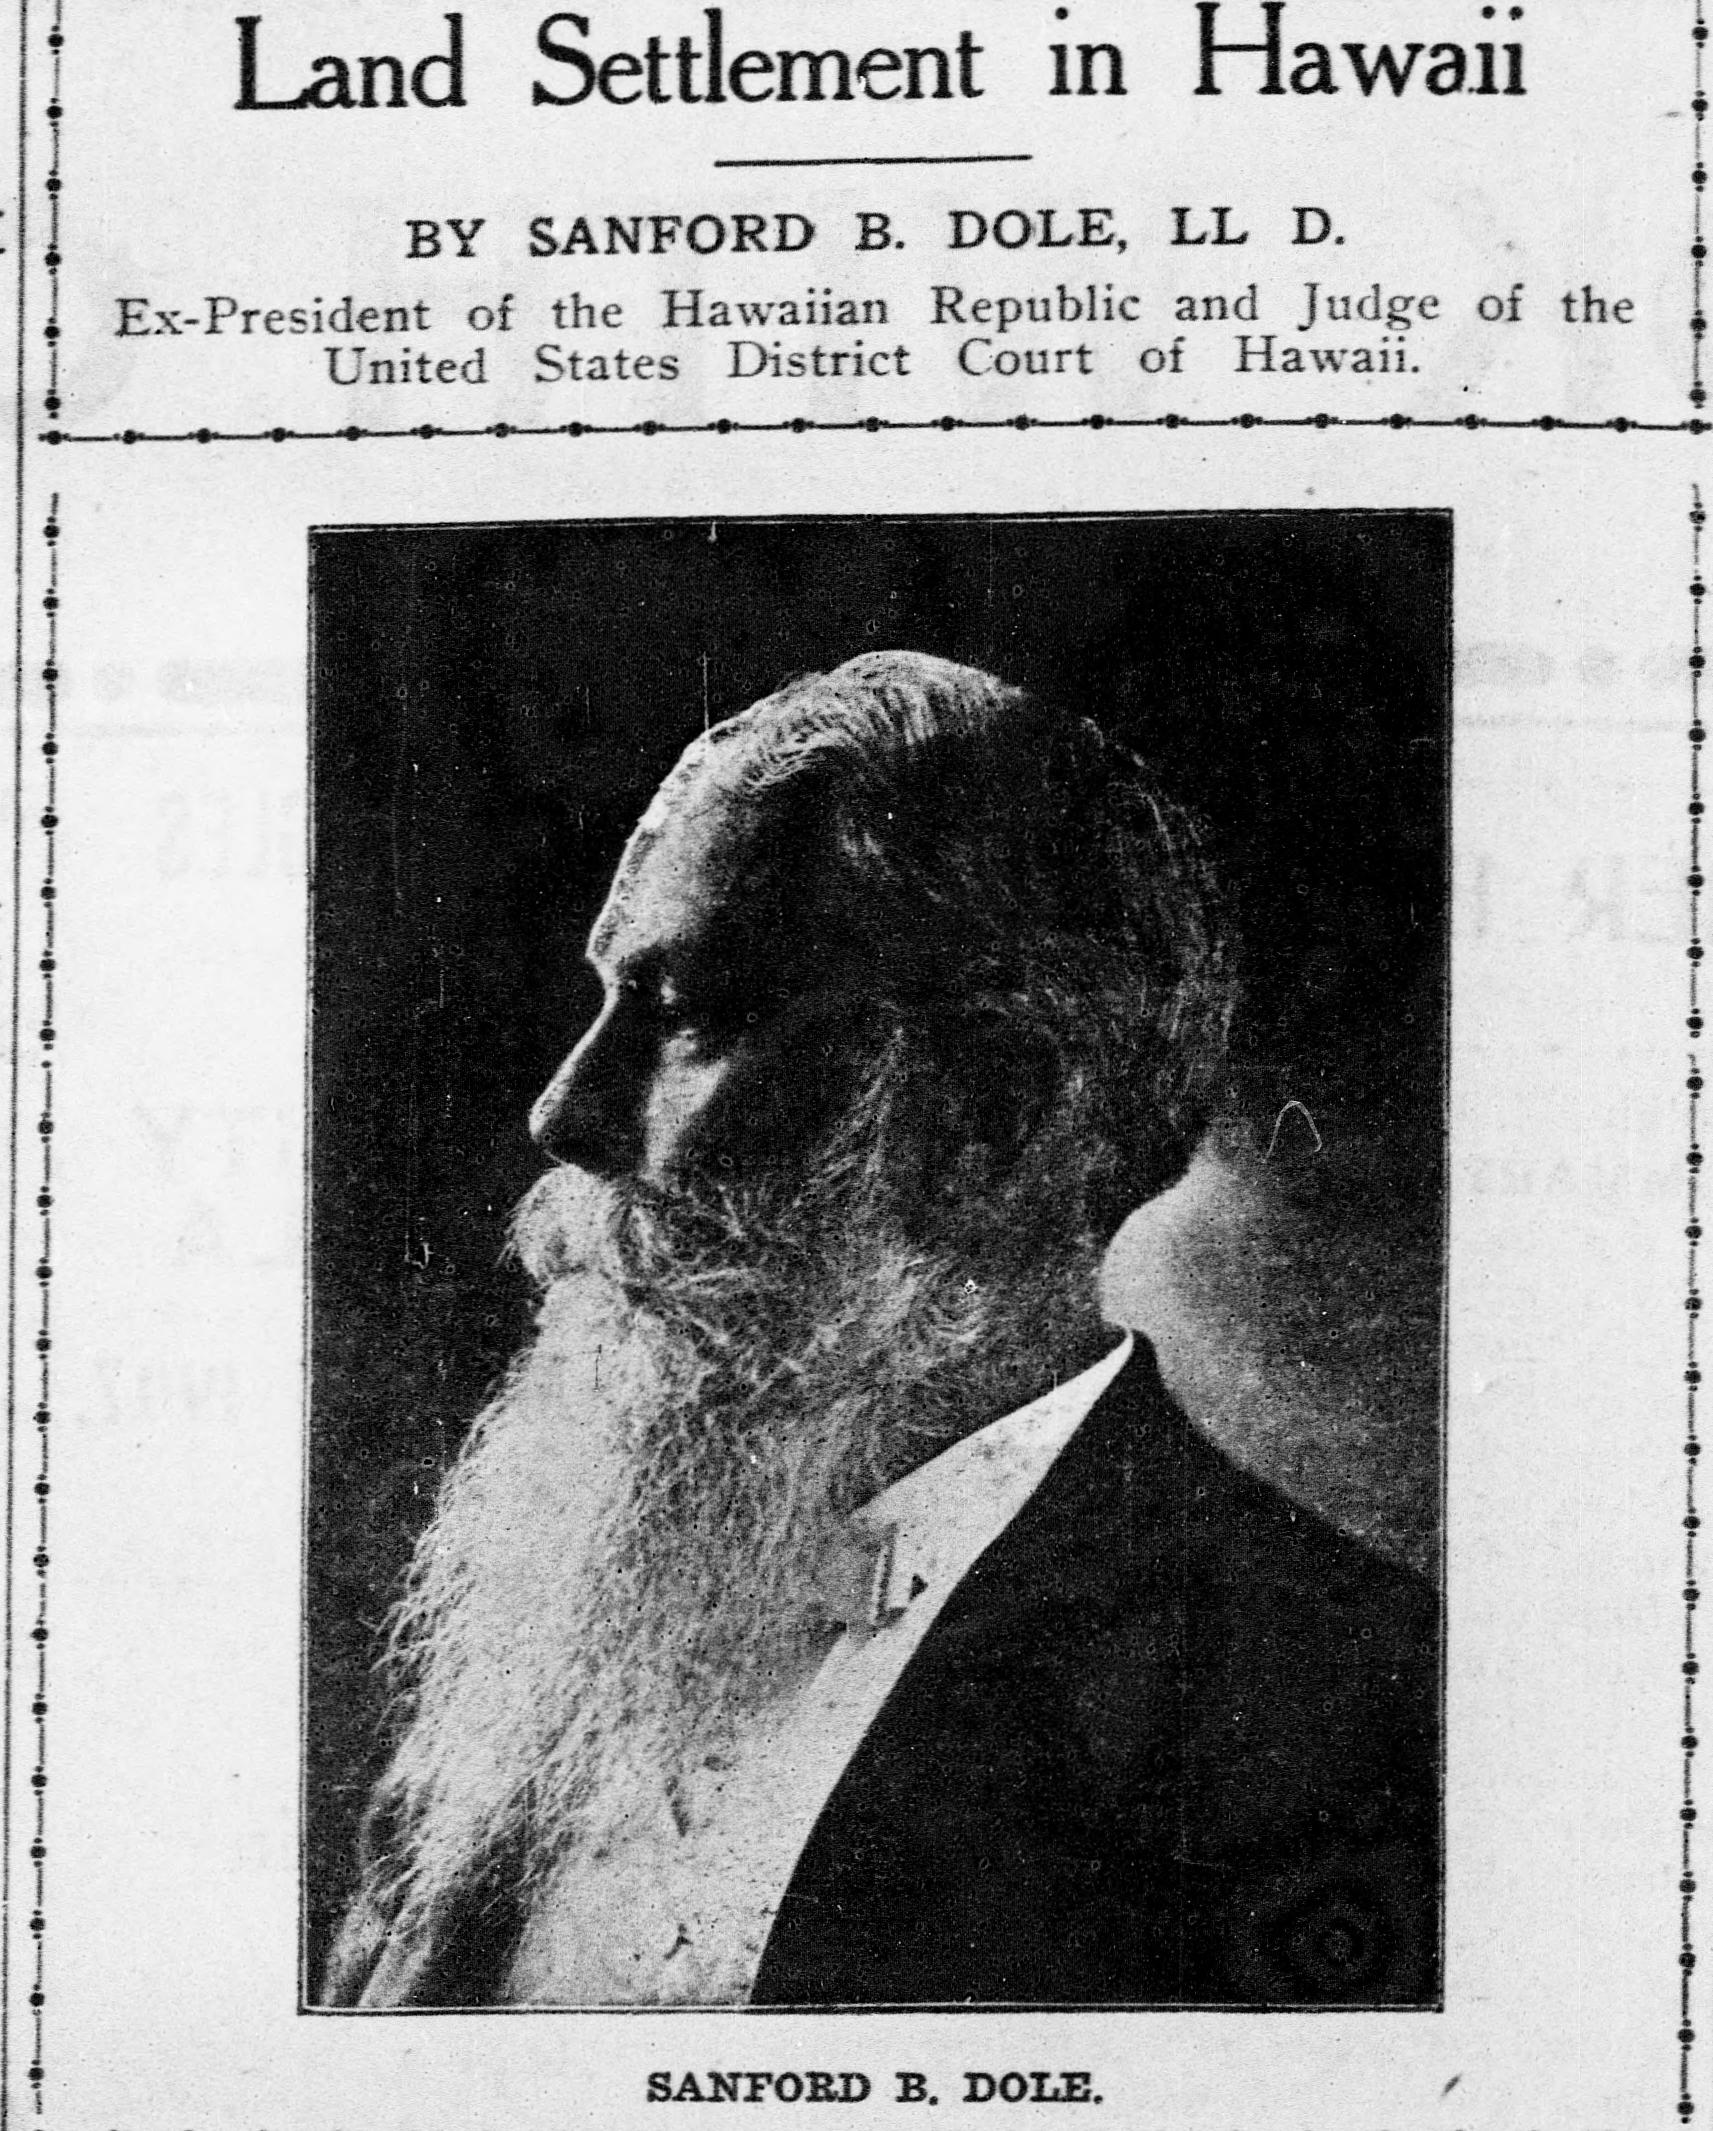 Land Settlement in Hawaii
BY SANFORD B. DOLE, LL D.
Ex-President of the Hawaiian Republic and Judge of the
United States District Court of Hawaii.
SANFORD B. DOLE.